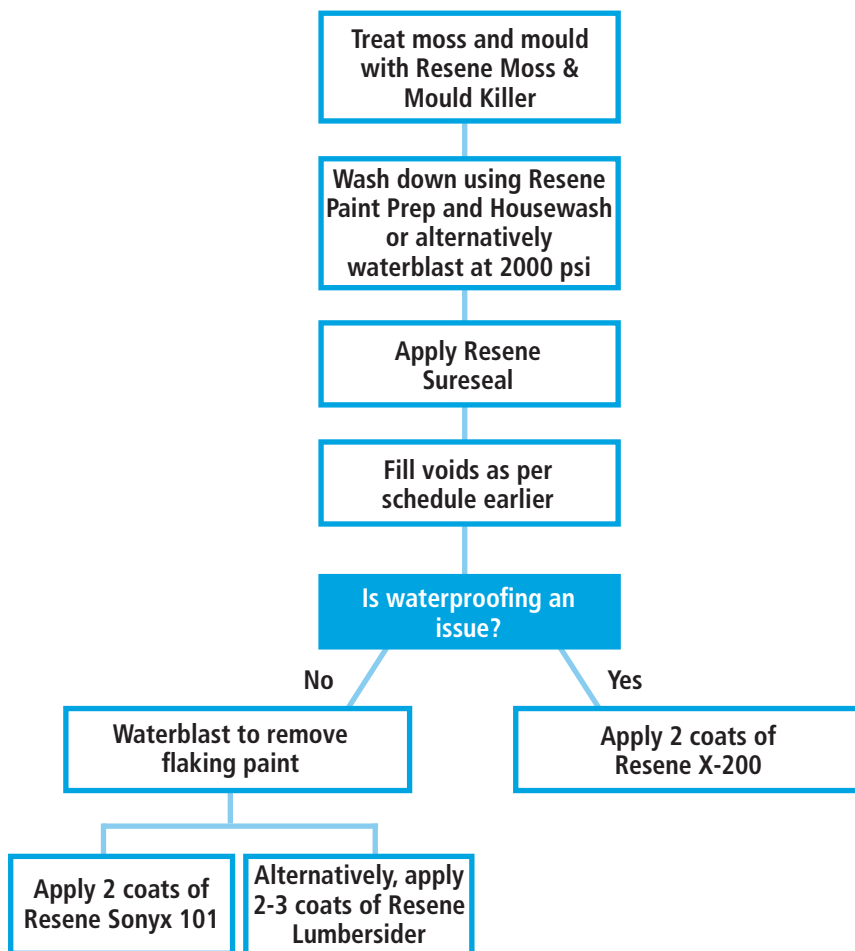 Treat moss and mould
with Resene Moss &
Mould Killer
Wash down using Resene
Paint Prep and Housewash
or alternatively
waterblast at 2000 psi
Apply Resene
Sureseal
Fill voids as per
schedule earlier
Is waterproofing an
issue?
No
Yes
Waterblast to remove
flaking paint
Apply 2 coats of
Resene X-200
Apply 2 coats of
Resene Sonyx 101
Alternatively, apply
2-3 coats of Resene
Lumbersider